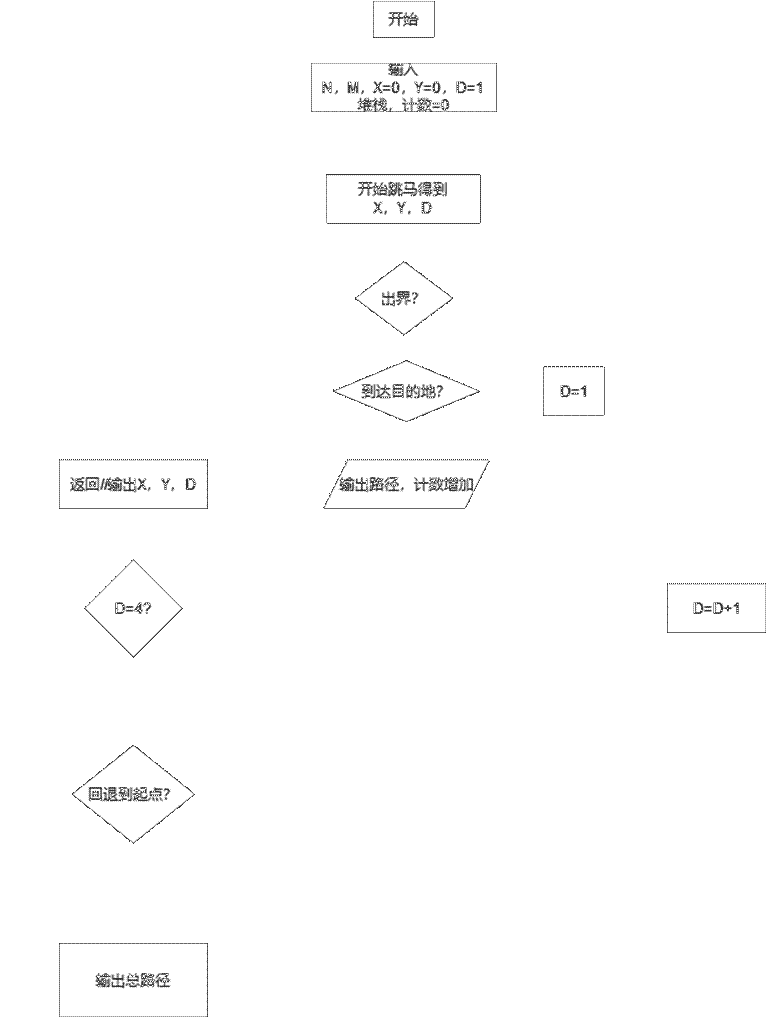 开始
输入
N，M，X=0，Y=0，D=1
堆栈，计数=0
开始跳马得到
X，Y，D
出界？
到达目的地？
D=1
返回//输出X，Y，D
输出路径，计数增加
D=4？
D=D+1
回退到起点？
输出总路径